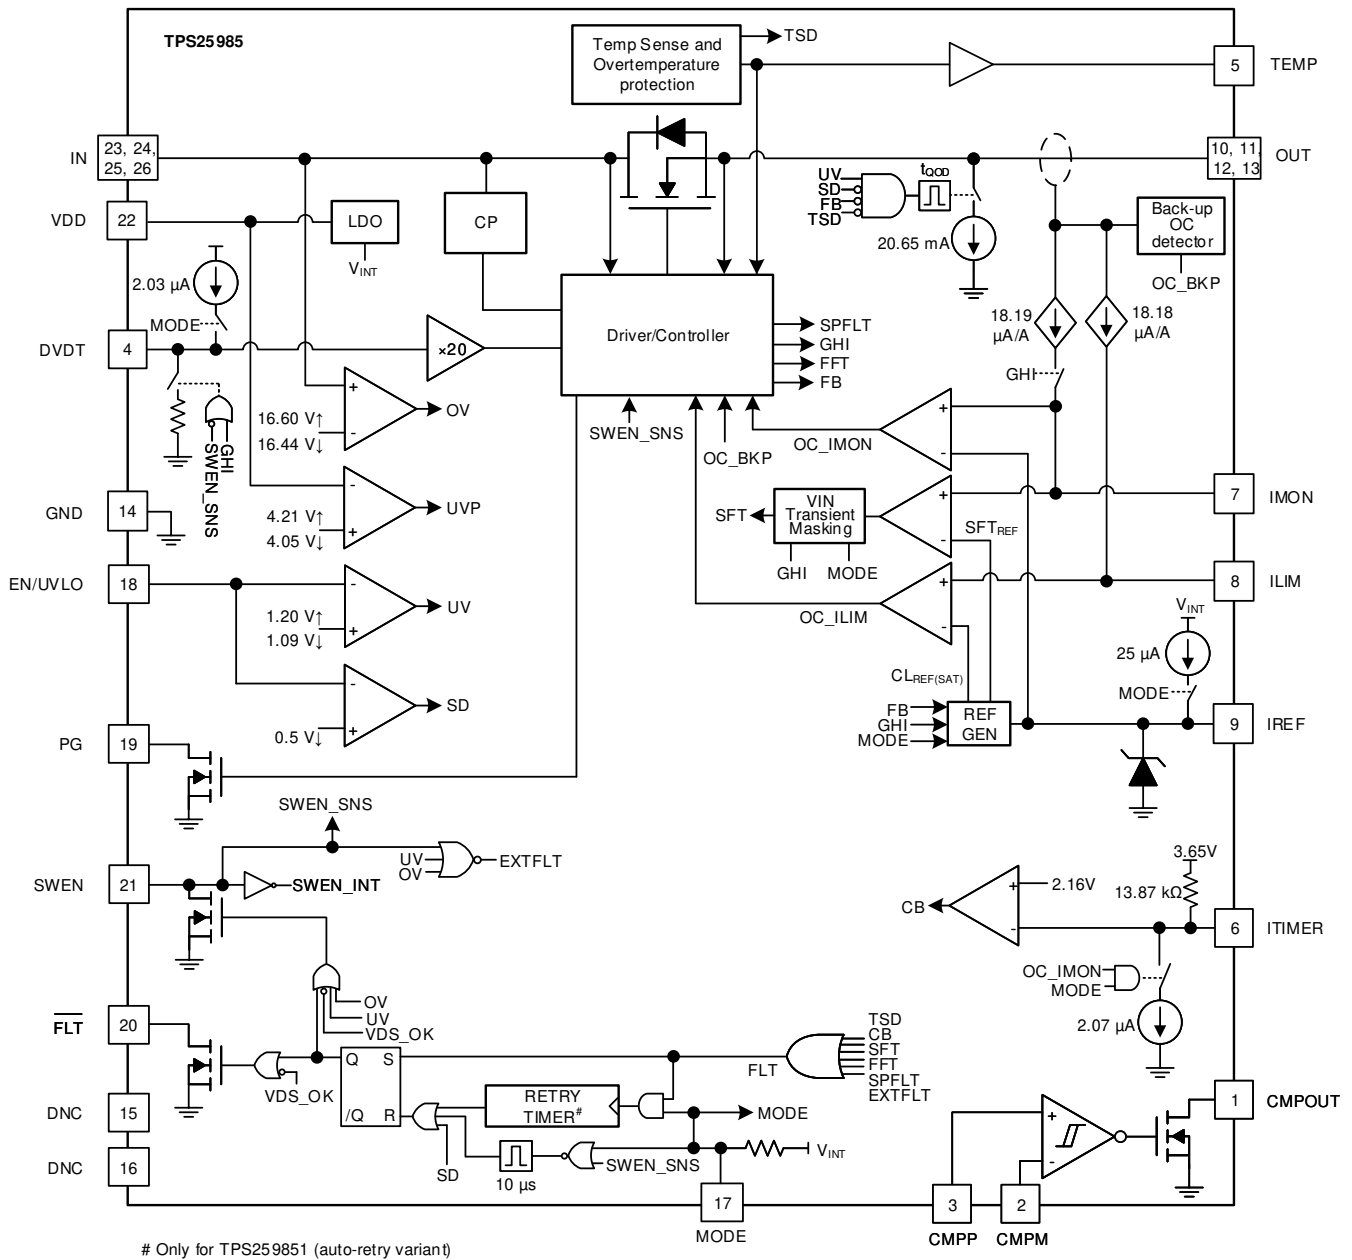 TPS25985
Temp Sense and
Overtemperature
protection
TSD
5
TEMP
IN
23, 24,
25, 26
10, 11,
12, 13
OUT
VDD
22
LDO
VINT
CP
UV
SD
FB
TSD
tQOD
20.65 mA
Back-up
OC
detector
OC_BKP
2.03 µA
MODE
DVDT
4
×20
Driver/Controller
SPFLT
GHI
FFT
FB
18.19
µA/A
18.18
µA/A
GHI
+
-
16.60 V↑
16.44 V↓
OV
GHI
SWEN_SNS
SWEN_SNS
OC_BKP
OC_IMON
+
-
GND
14
-
+
4.21 V↑
4.05 V↓
UVP
SFT
VIN
Transient
Masking
GHI
MODE
+
-
SFTREF
7
IMON
EN/UVLO
18
-
+
1.20 V↑
1.09 V↓
UV
OC_ILIM
+
-
8
ILIM
VINT
25 µA
MODE
-
+
0.5 V↓
SD
CLREF(SAT)
FB
GHI
MODE
REF
GEN
9
IREF
PG
19
SWEN_SNS
UV
OV
EXTFLT
SWEN
21
SWEN_INT
CB
+
-
2.16V
3.65V
13.87 kΩ
6
ITIMER
OC_IMON
MODE
2.07 µA
OV
UV
VDS_OK
FLT
20
VDS_OK
Q
S
/Q
R
FLT
TSD
CB
SFT
FFT
SPFLT
EXTFLT
RETRY
TIMER#
MODE
VINT
SD
10 µs
SWEN_SNS
DNC
15
DNC
16
17
MODE
+
-
1
CMPOUT
3
CMPP
2
CMPM
# Only for TPS259851 (auto-retry variant)